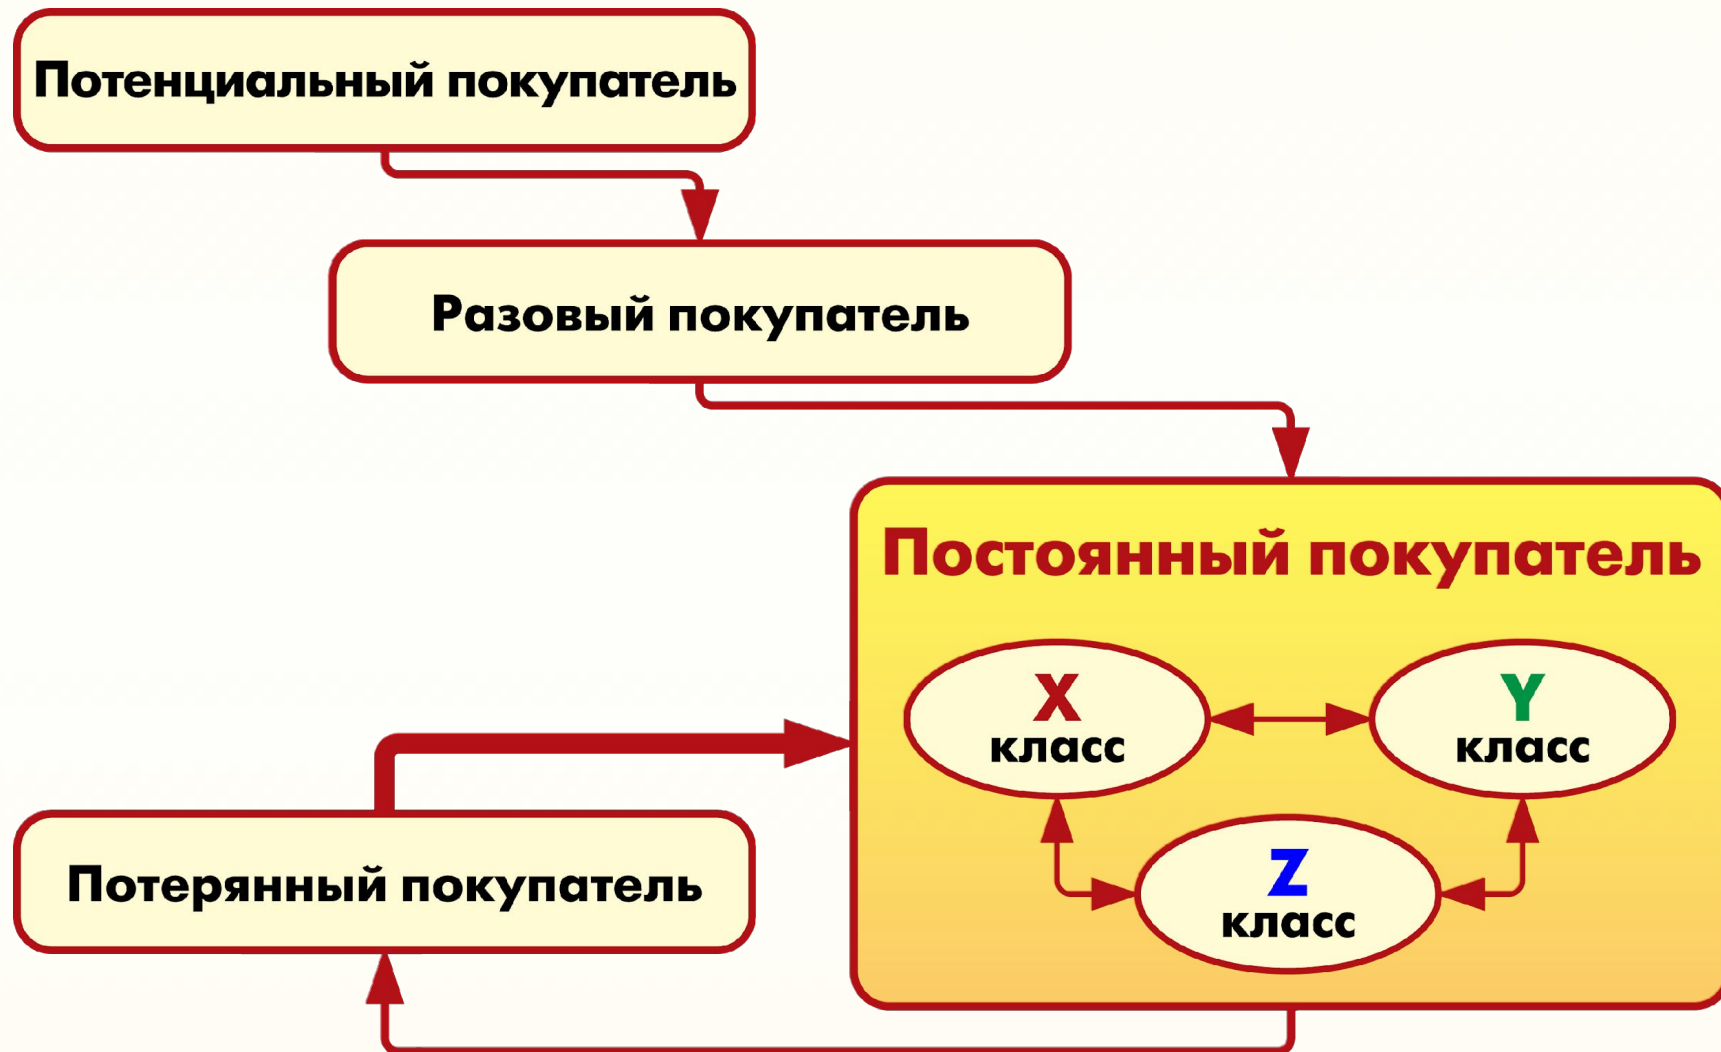 Потенциальный покупатель
Разовый покупатель
Постоянный покупатель
X
класс
Y
класс
Z
класс
Потерянный покупатель